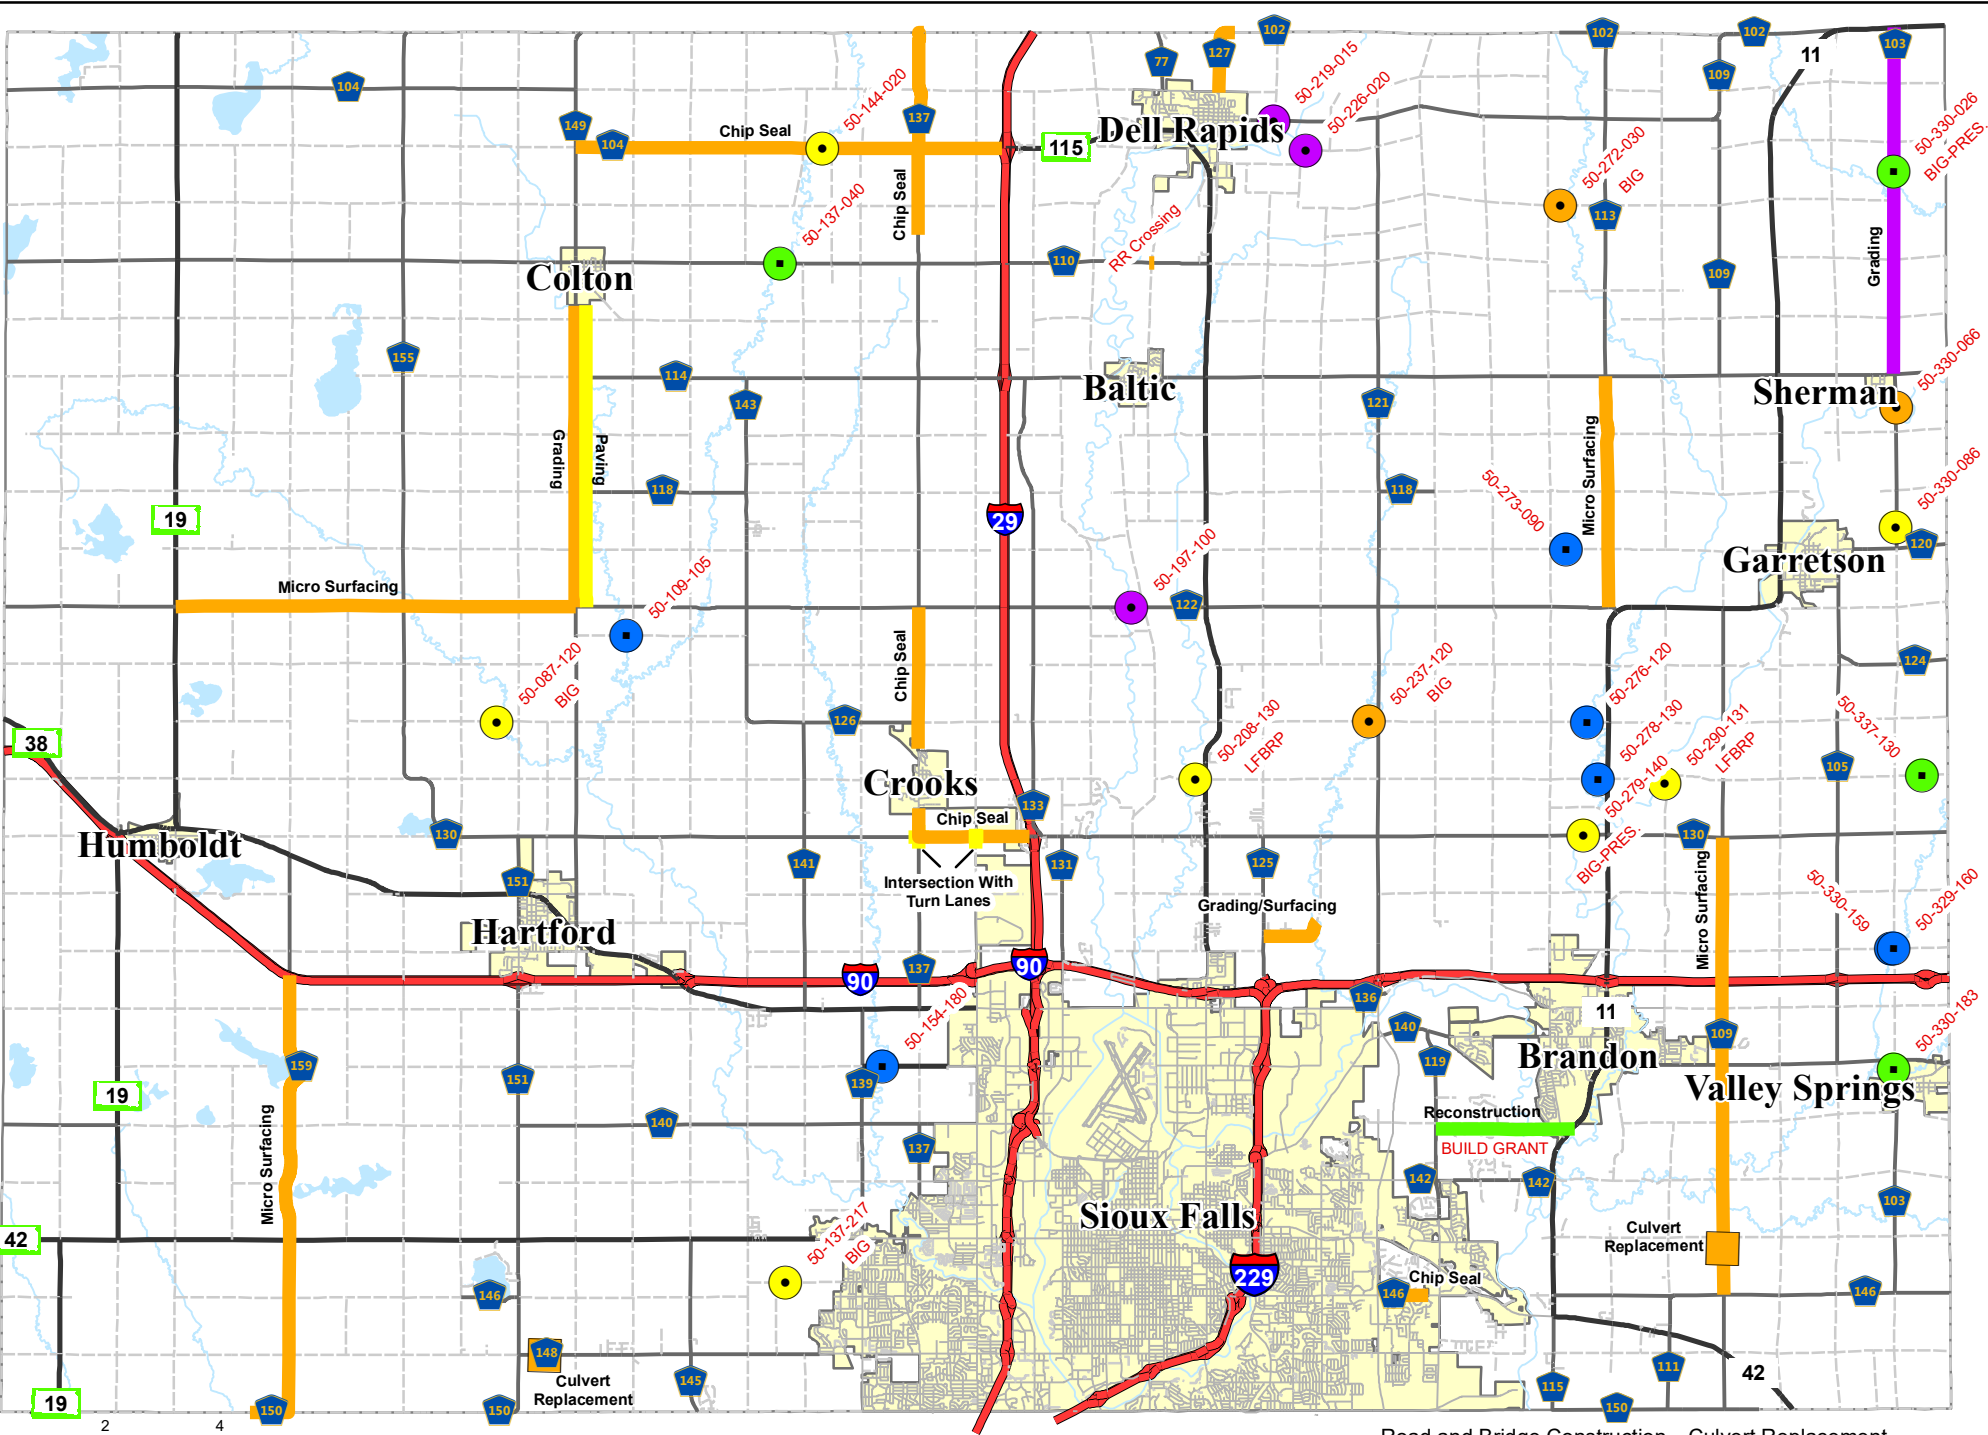 102
102
102
103
11
127
77
109
104
50-219-015
50-226-020
50-144-020
50-330-026
BIG-PRES.
149
104
Chip Seal
137
115
Dell Rapids
50-272-030
BIG
113
50-137-040
Chip Seal
RR Crossing
110
109
Grading
Colton
155
114
143
Baltic
121
Sherman
50-330-066
Grading
Paving
118
118
Micro Surfacing
50-273-090
50-330-086
19
29
120
Garretson
50-197-100
50-109-105
Micro Surfacing
122
50-087-120
BIG
Chip Seal
50-237-120
BIG
50-276-120
124
38
126
50-208-130
LFBRP
50-278-130
50-290-131
LFBRP
50-337-130
105
Crooks
133
50-279-140
BIG-PRES.
Chip Seal
Humboldt
130
130
141
131
125
Intersection With
Turn Lanes
151
Grading/Surfacing
Micro Surfacing
50-330-159
50-329-160
Hartford
90
137
90
136
11
50-154-180
140
109
50-330-183
159
151
139
119
Brandon
Valley Springs
19
140
137
Reconstruction
BUILD GRANT
Micro Surfacing
142
142
103
Sioux Falls
50-137-217
BIG
42
Culvert
Replacement
229
146
146
Chip Seal
146
148
Culvert
Replacement
145
111
42
115
19
150
150
150
2
4
Road and Bridge Construction - Culvert Replacement